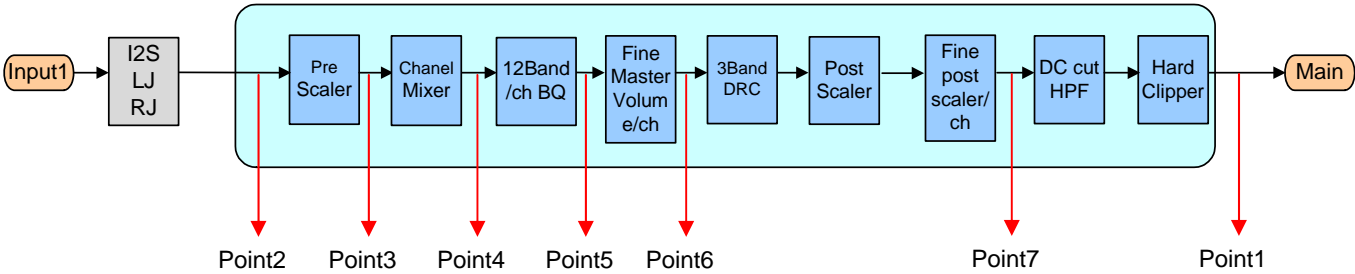 Input1
I2S
LJ
RJ
Pre
Scaler
Chanel
Mixer
12Band
/ch BQ
Fine
Master
Volum
e/ch
3Band
DRC
Post
Scaler
Fine
post
scaler/
ch
DC cut
HPF
Hard
Clipper
Main
Point2
Point3
Point4
Point5
Point6
Point7
Point1